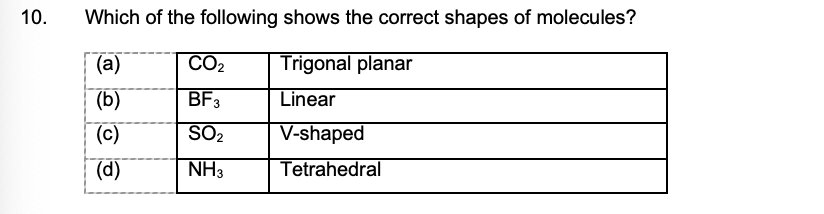 10. Which of the following shows the correct shapes of molecules?
(a) CO₂ Trigonal planar
(b) BF₃ Linear
(c) SO₂ V-shaped
(d) NH₃ Tetrahedral